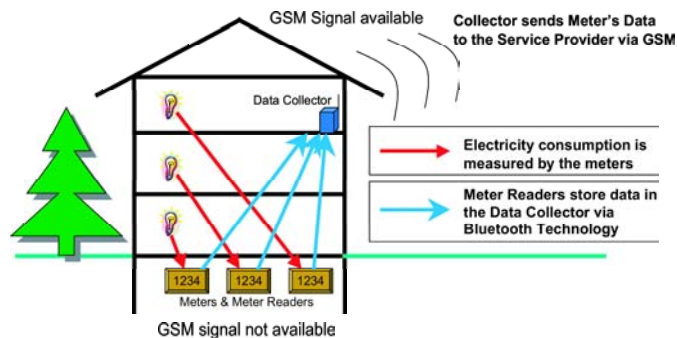 GSM Signal available
Collector sends Meter's Data
to the Service Provider via GSM
Data Collector
Electricity consumption is
measured by the meters
Meter Readers store data in
the Data Collector via
Bluetooth Technology
1234
1234
1234
Meters & Meter Readers
GSM signal not available